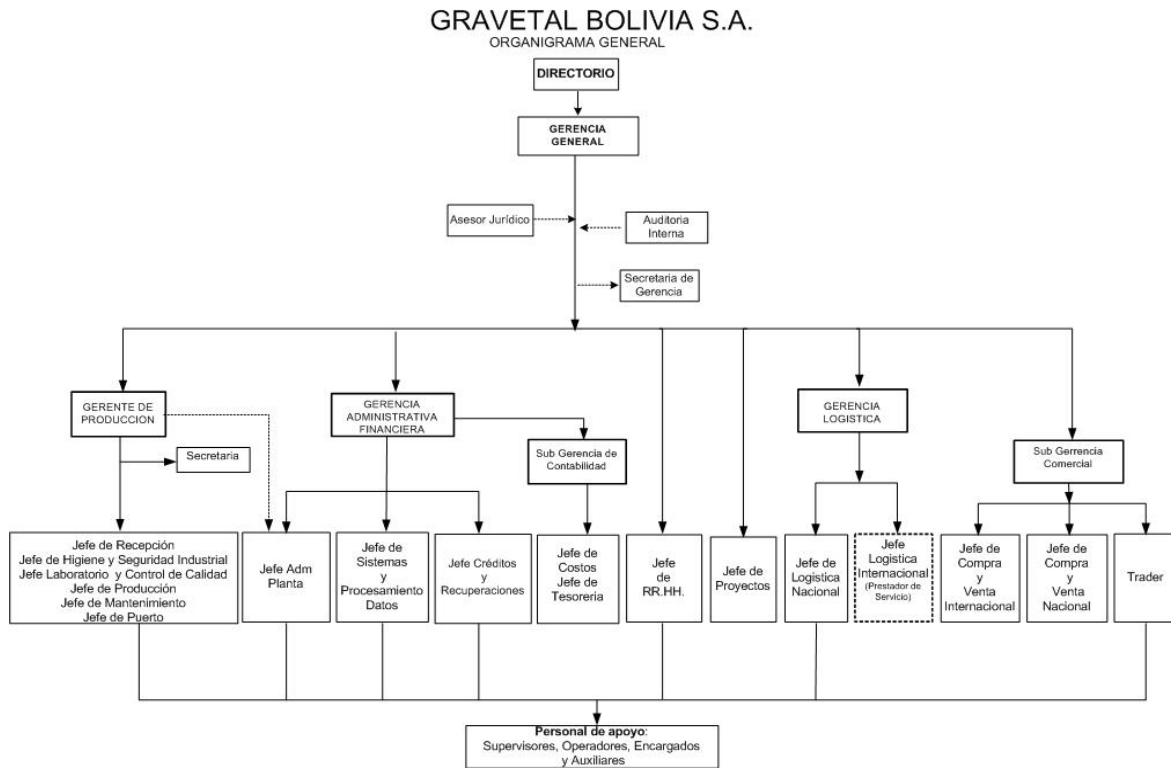 GRAVETAL BOLIVIA S.A.
ORGANIGRAMA GENERAL
DIRECTORIO
GERENCIA
GENERAL
Asesor Jurídico
Auditoria
Interna
Secretaria de
Gerencia
GERENTE DE
PRODUCCION
GERENCIA
ADMINISTRATIVA
FINANCIERA
GERENCIA
LOGISTICA
Secretaria
Sub Gerencia de
Contabilidad
Sub Gerrencia
Comercial
Jefe de Recepción
Jefe de Higiene y Seguridad Industrial
Jefe Laboratorio y Control de Calidad
Jefe de Producción
Jefe de Mantenimiento
Jefe de Puerto
Jefe Adm
Planta
Jefe de
Sistemas
y
Procesamiento
Datos
Jefe Créditos y
Recuperaciones
Jefe de
Costos
Jefe de
Tesoreria
Jefe
de
RR.HH.
Jefe de
Proyectos
Jefe de
Logistica
Nacional
Jefe
Logistica
Internacional
(Prestador de
Servicio)
Jefe de
Compra
y
Venta
Internacional
Jefe de
Compra
y
Venta
Nacional
Trader
Personal de apoyo:
Supervisores, Operadores, Encargados
y Auxiliares